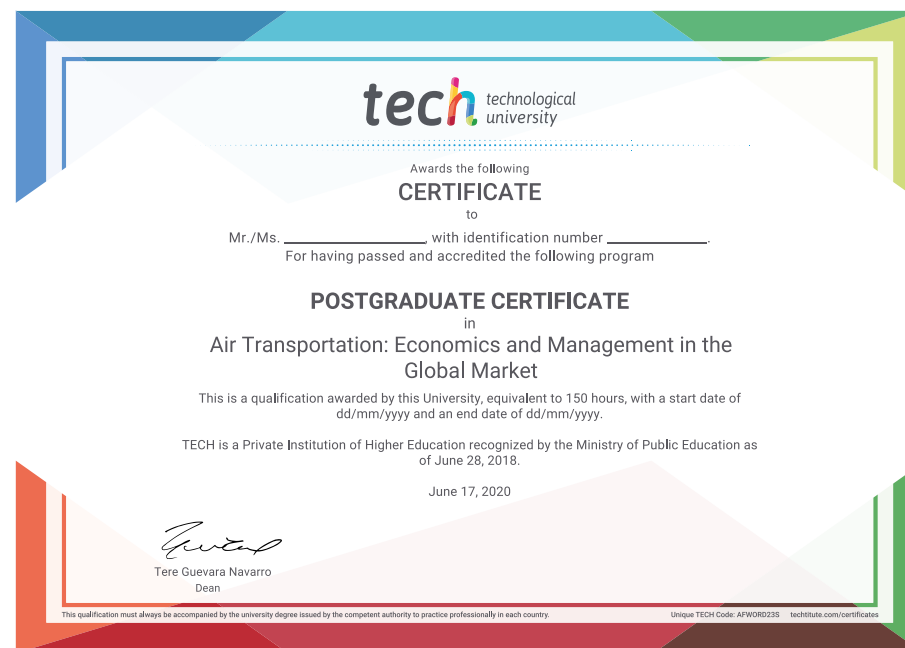 tech technological
university
Awards the following
CERTIFICATE
to
Mr./Ms. ____________________, with identification number ______________.
For having passed and accredited the following program
POSTGRADUATE CERTIFICATE
in
Air Transportation: Economics and Management in the
Global Market
This is a qualification awarded by this University, equivalent to 150 hours, with a start date of
dd/mm/yyyy and an end date of dd/mm/yyyy.
TECH is a Private Institution of Higher Education recognized by the Ministry of Public Education as
of June 28, 2018.
June 17, 2020
Tere Guevara Navarro
Dean
This qualification must always be accompanied by the university degree issued by the competent authority to practice professionally in each country. Unique TECH Code: AFWORD23S techtitute.com/certificates